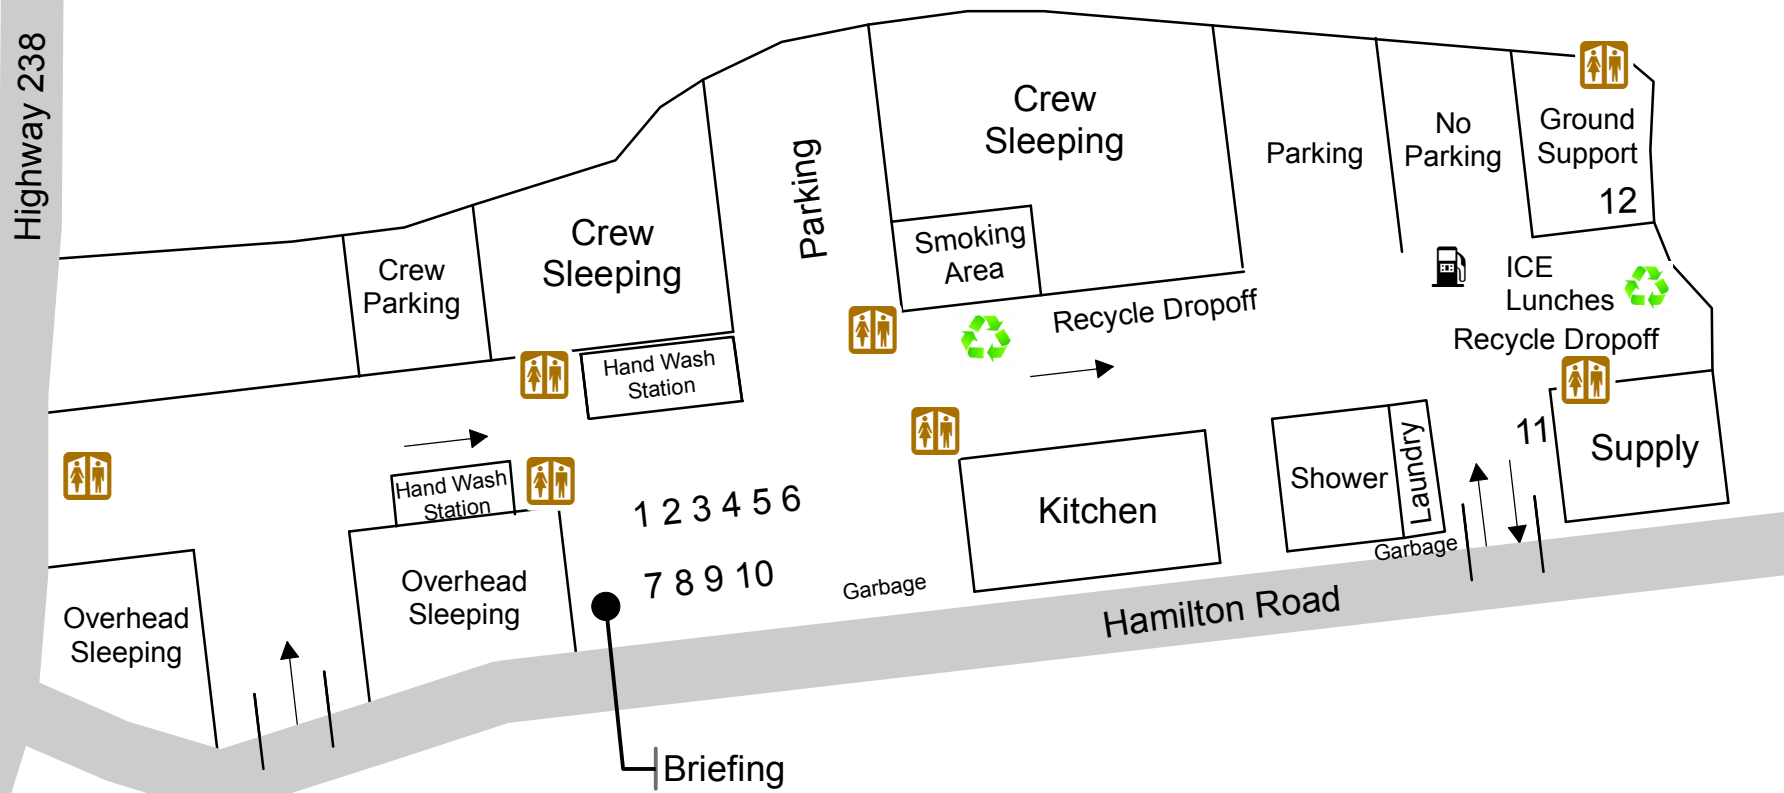 Highway 238
Crew
Parking
Crew
Sleeping
Parking
Crew
Sleeping
Smoking
Area
Parking
No
Parking
Ground
Support
12
ICE
Lunches
Recycle Dropoff
Recycle Dropoff
Hand Wash
Station
Hand Wash
Station
Overhead
Sleeping
Overhead
Sleeping
1 2 3 4 5 6
7 8 9 10
Garbage
Kitchen
Shower
Laundry
Garbage
11
Supply
Hamilton Road
Briefing